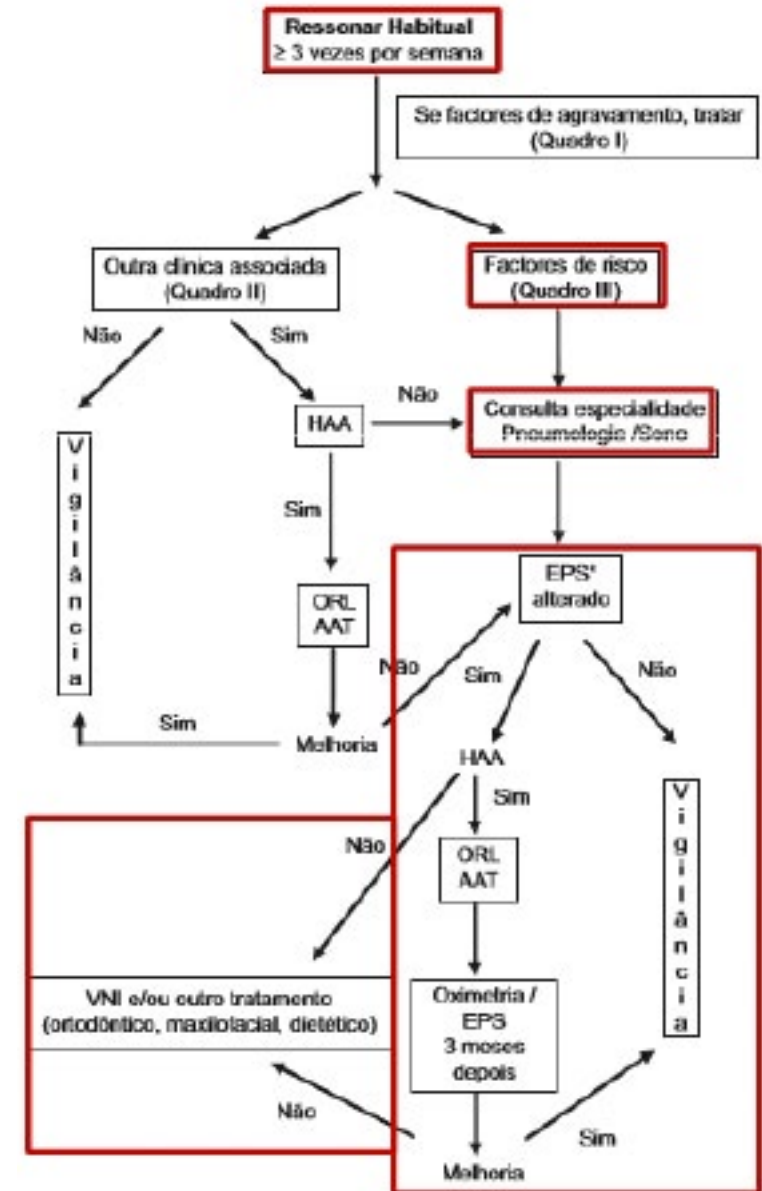 Ressonar Habitual
≥ 3 vezes por semana
Se factores de agravamento, tratar
(Quadro I)
Outra clínica associada
(Quadro II)
Factores de risco
(Quadro III)
Não
Sim
HAA
Não
Consulta especialidade
Pneumologia /Sono
Vigilância
Sim
ORL
AAT
EPS*
alterado
Não
Sim
Não
Sim
Melhoria
HAA
Sim
Não
ORL
AAT
Vigilância
VNI e/ou outro tratamento
(ortodôntico, maxilofacial, dietético)
Oximetria /
EPS
3 meses
depois
Não
Sim
Melhoria